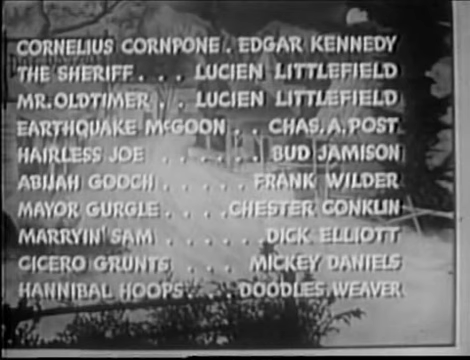 CORNELIUS CORNPONE . EDGAR KENNEDY
THE SHERIFF . . . LUCIEN LITTLEFIELD
MR. OLDTIMER . . LUCIEN LITTLEFIELD
EARTHQUAKE McGOON . . CHAS. A. POST
HAIRLESS JOE . . . . . . BUD JAMISON
ABIJAH GOOCH . . . . . FRANK WILDER
MAYOR GURGLE . . . . CHESTER CONKLIN
MARRYIN' SAM . . . . . . DICK ELLIOTT
CICERO GRUNTS . . . MICKEY DANIELS
HANNIBAL HOOPS . . . DOODLES WEAVER